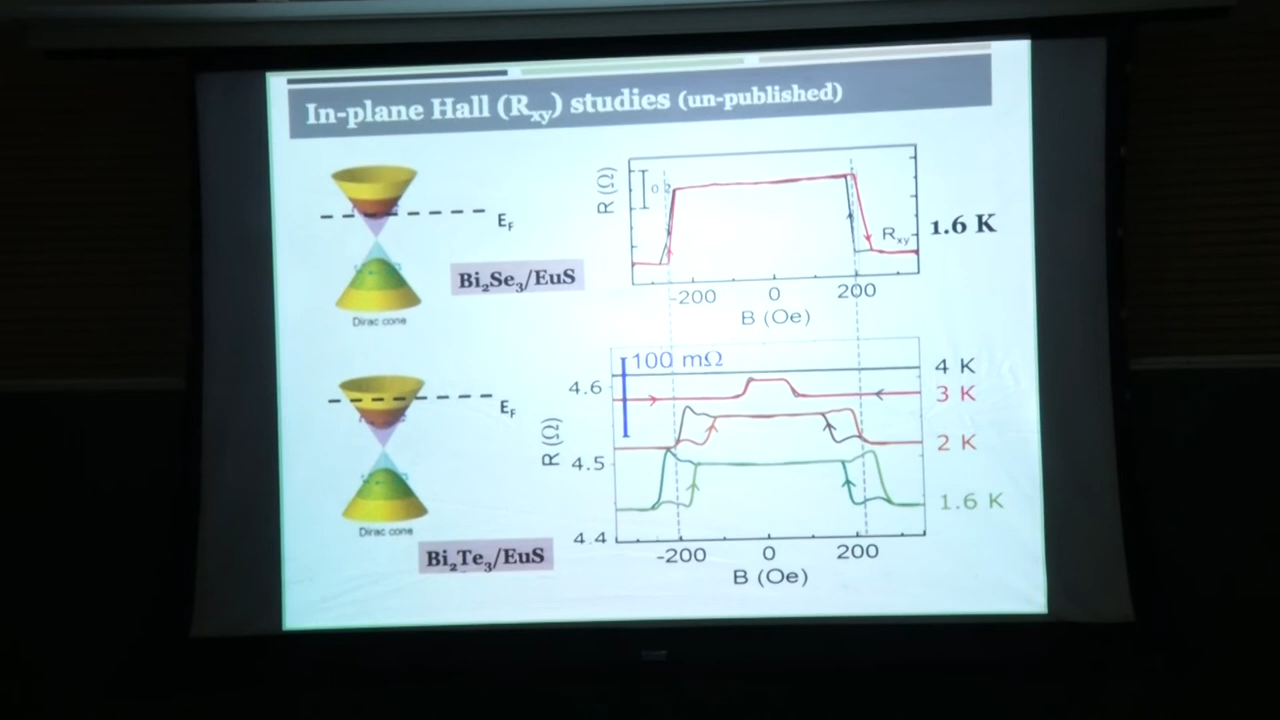 In-plane Hall (Rxy) studies (un-published)
EF
Bi2Se3/EuS
Dirac cone
R (Ω)
Rxy
1.6 K
-200 0 200
B (Oe)
EF
Dirac cone
Bi2Te3/EuS
100 mΩ
4 K
3 K
2 K
1.6 K
R (Ω)
4.6
4.5
4.4
-200 0 200
B (Oe)